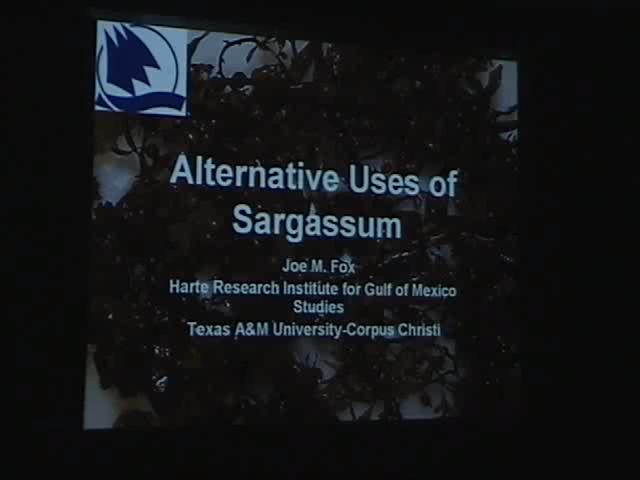 Alternative Uses of
Sargassum
Joe M. Fox
Harte Research Institute for Gulf of Mexico
Studies
Texas A&M University-Corpus Christi